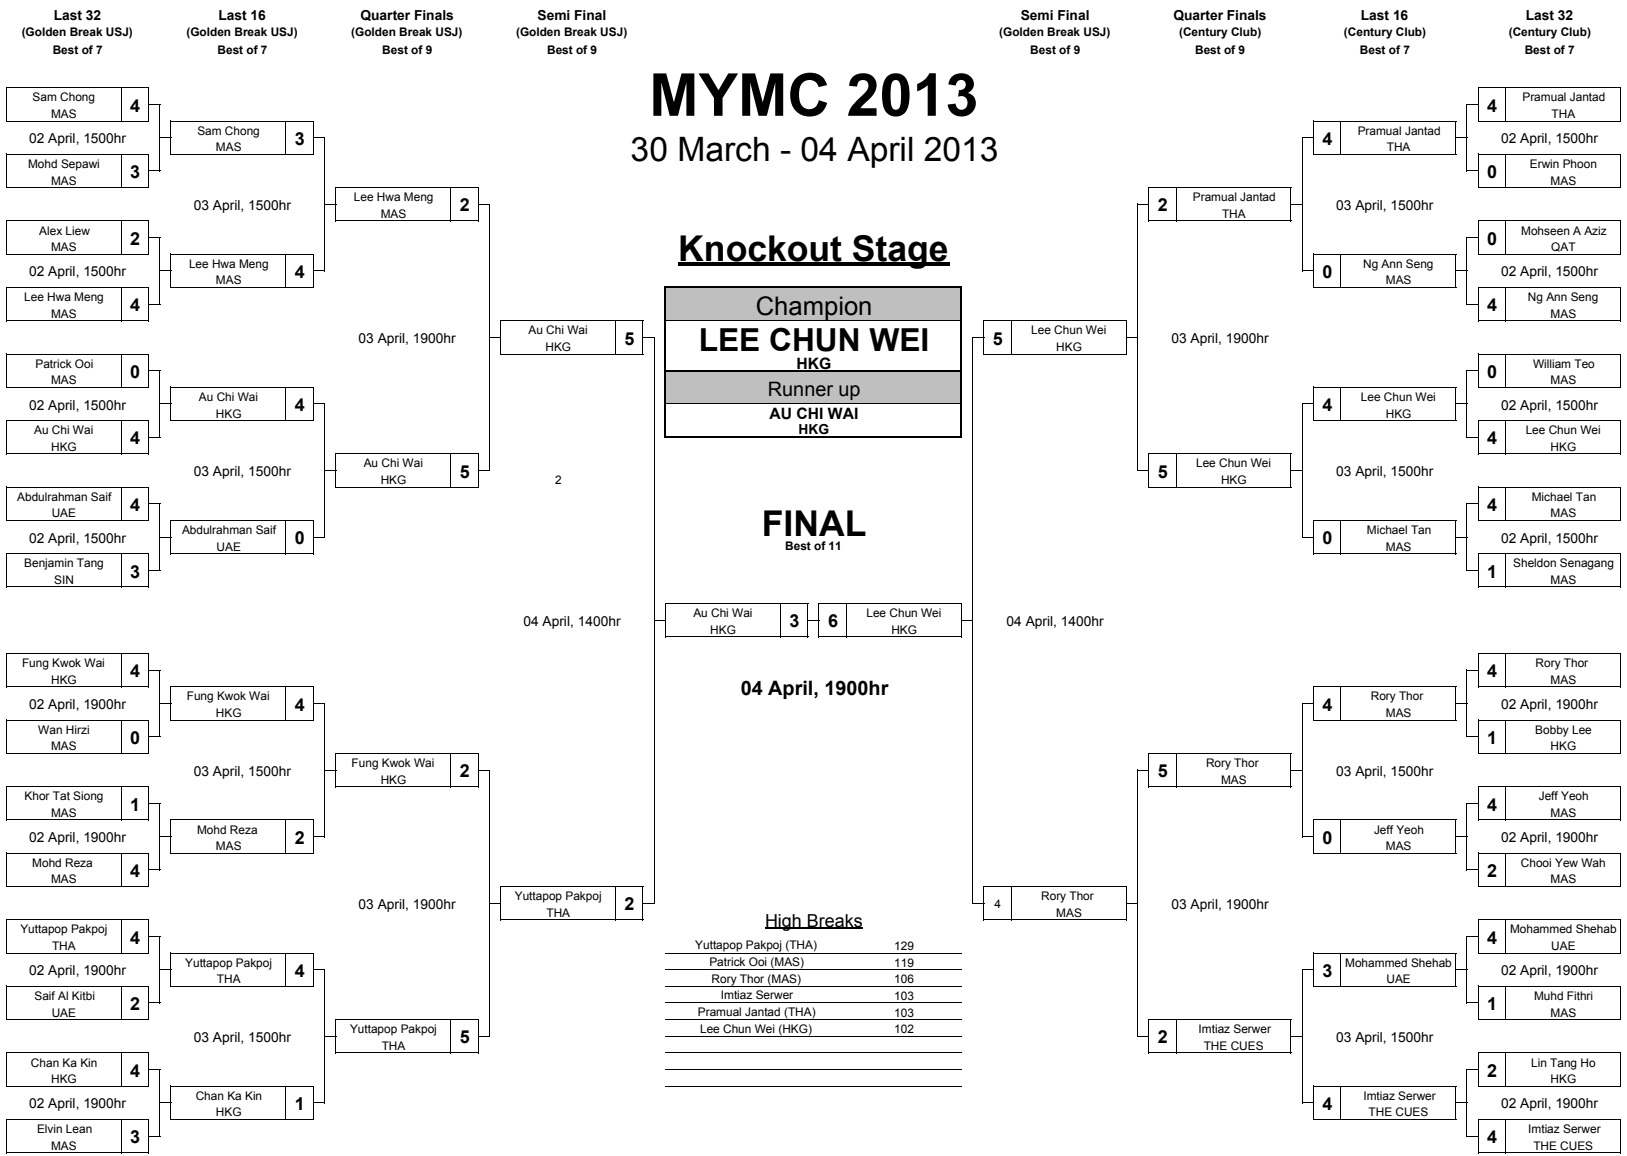 Last 32
(Golden Break USJ)
Best of 7
Last 16
(Golden Break USJ)
Best of 7
Quarter Finals
(Golden Break USJ)
Best of 9
Semi Final
(Golden Break USJ)
Best of 9
Semi Final
(Golden Break USJ)
Best of 9
Quarter Finals
(Century Club)
Best of 9
Last 16
(Century Club)
Best of 7
Last 32
(Century Club)
Best of 7
MYMC 2013
30 March - 04 April 2013
Knockout Stage
Champion
LEE CHUN WEI
HKG
Runner up
AU CHI WAI
HKG
FINAL
Best of 11
Au Chi Wai
HKG
3
6
Lee Chun Wei
HKG
04 April, 1900hr
High Breaks
Yuttapop Pakpoj (THA) 129
Patrick Ooi (MAS) 119
Rory Thor (MAS) 106
Imtiaz Serwer 103
Pramual Jantad (THA) 103
Lee Chun Wei (HKG) 102
Sam Chong
MAS
4
02 April, 1500hr
Mohd Sepawi
MAS
3
Alex Liew
MAS
2
02 April, 1500hr
Lee Hwa Meng
MAS
4
Patrick Ooi
MAS
0
02 April, 1500hr
Au Chi Wai
HKG
4
Abdulrahman Saif
UAE
4
02 April, 1500hr
Benjamin Tang
SIN
3
Fung Kwok Wai
HKG
4
02 April, 1900hr
Wan Hirzi
MAS
0
Khor Tat Siong
MAS
1
02 April, 1900hr
Mohd Reza
MAS
4
Yuttapop Pakpoj
THA
4
02 April, 1900hr
Saif Al Kitbi
UAE
2
Chan Ka Kin
HKG
4
02 April, 1900hr
Elvin Lean
MAS
3
Sam Chong
MAS
3
03 April, 1500hr
Lee Hwa Meng
MAS
4
Au Chi Wai
HKG
4
03 April, 1500hr
Abdulrahman Saif
UAE
0
Fung Kwok Wai
HKG
4
03 April, 1500hr
Mohd Reza
MAS
2
Yuttapop Pakpoj
THA
4
03 April, 1500hr
Chan Ka Kin
HKG
1
Lee Hwa Meng
MAS
2
03 April, 1900hr
Au Chi Wai
HKG
5
Fung Kwok Wai
HKG
2
03 April, 1900hr
Yuttapop Pakpoj
THA
5
Au Chi Wai
HKG
5
2
04 April, 1400hr
Yuttapop Pakpoj
THA
2
5
Lee Chun Wei
HKG
04 April, 1400hr
4
Rory Thor
MAS
2
Pramual Jantad
THA
03 April, 1900hr
5
Lee Chun Wei
HKG
5
Rory Thor
MAS
03 April, 1900hr
2
Imtiaz Serwer
THE CUES
4
Pramual Jantad
THA
03 April, 1500hr
0
Ng Ann Seng
MAS
4
Lee Chun Wei
HKG
03 April, 1500hr
0
Michael Tan
MAS
4
Rory Thor
MAS
03 April, 1500hr
0
Jeff Yeoh
MAS
3
Mohammed Shehab
UAE
03 April, 1500hr
4
Imtiaz Serwer
THE CUES
4
Pramual Jantad
THA
02 April, 1500hr
0
Erwin Phoon
MAS
0
Mohseen A Aziz
QAT
02 April, 1500hr
4
Ng Ann Seng
MAS
0
William Teo
MAS
02 April, 1500hr
4
Lee Chun Wei
HKG
4
Michael Tan
MAS
02 April, 1500hr
1
Sheldon Senagang
MAS
4
Rory Thor
MAS
02 April, 1900hr
1
Bobby Lee
HKG
4
Jeff Yeoh
MAS
02 April, 1900hr
2
Chooi Yew Wah
MAS
4
Mohammed Shehab
UAE
02 April, 1900hr
1
Muhd Fithri
MAS
2
Lin Tang Ho
HKG
02 April, 1900hr
4
Imtiaz Serwer
THE CUES